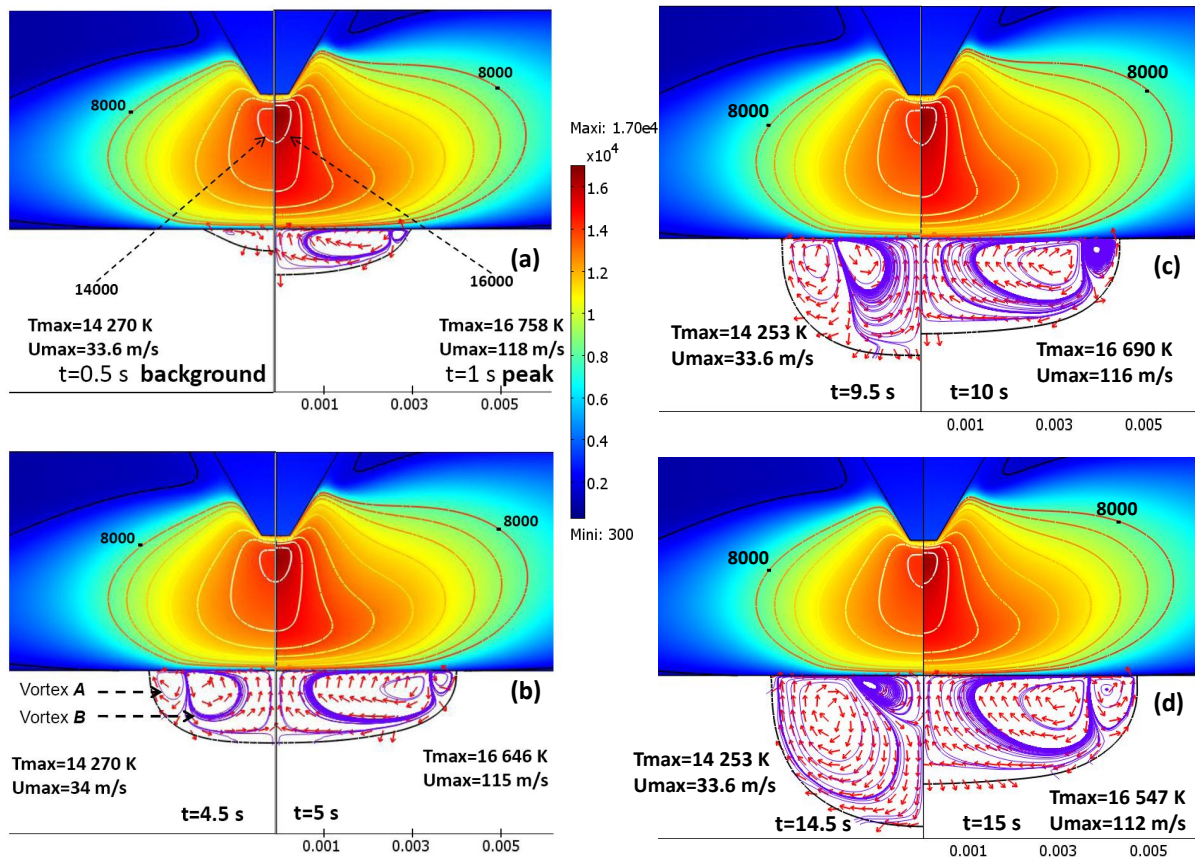 8000
8000
14000
16000
(a)
Tmax=14 270 K
Umax=33.6 m/s
t=0.5 s background
Tmax=16 758 K
Umax=118 m/s
t=1 s peak
0.001
0.003
0.005
Maxi: 1.70e4
x10⁴
1.6
1.4
1.2
1
0.8
0.6
0.4
0.2
Mini: 300
8000
8000
(c)
Tmax=14 253 K
Umax=33.6 m/s
Tmax=16 690 K
Umax=116 m/s
t=9.5 s
t=10 s
0.001
0.003
0.005
8000
8000
Vortex A
Vortex B
(b)
Tmax=14 270 K
Umax=34 m/s
Tmax=16 646 K
Umax=115 m/s
t=4.5 s
t=5 s
0.001
0.003
0.005
8000
8000
(d)
Tmax=14 253 K
Umax=33.6 m/s
Tmax=16 547 K
Umax=112 m/s
t=14.5 s
t=15 s
0.001
0.003
0.005